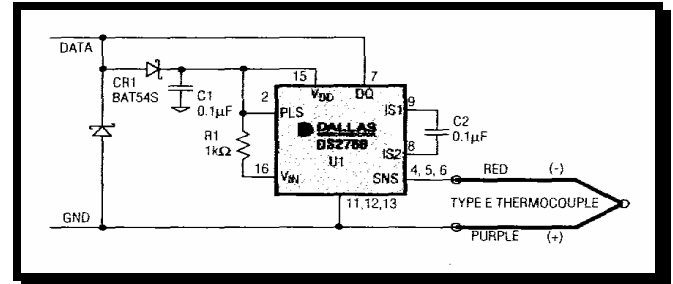 DATA
CR1
BAT54S
C1
0.1µF
15
7
VDD
DQ
2
PLS
IS1
9
DALLAS
DS2760
U1
C2
0.1µF
R1
1kΩ
IS2
8
16
VIN
SNS
4, 5, 6
RED (-)
TYPE E THERMOCOUPLE
11,12,13
GND
PURPLE (+)